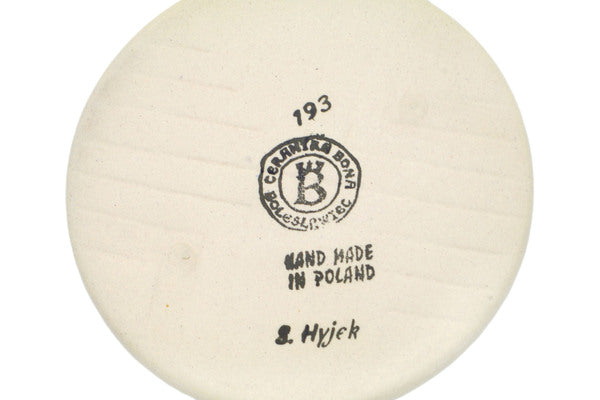 193
CERAMIKA BONA
B
BOLESŁAWIEC
HAND MADE
IN POLAND
S. Hyjek